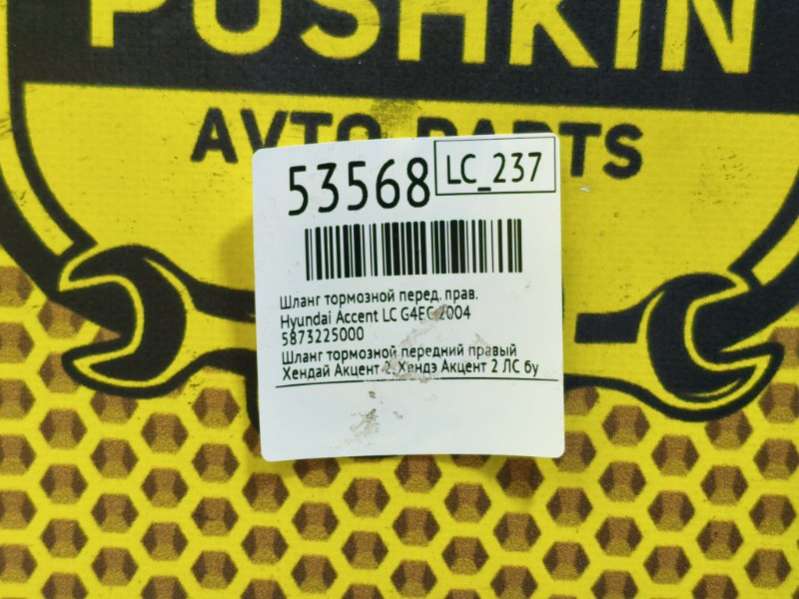 PUSHKIN
AVTO PARTS
53568
LC_237
Шланг тормозной перед. прав.
Hyundai Accent LC G4EC 2004
5873225000
Шланг тормозной передний правый
Хендай Акцент 2, Хендэ Акцент 2 ЛС бу